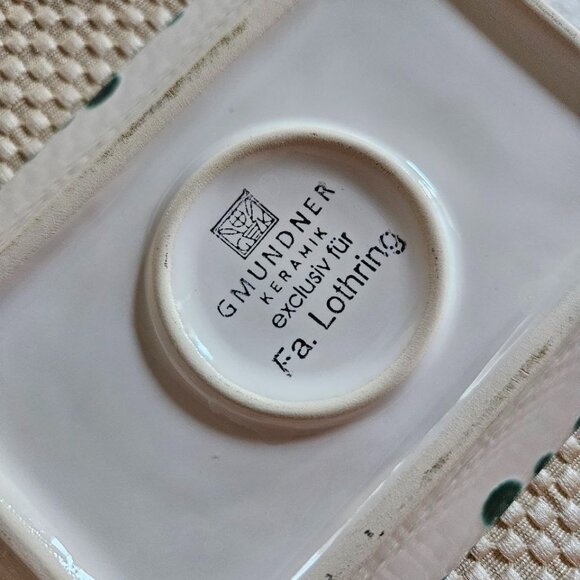 GMUNDNER
KERAMIK
exclusiv für
Fa. Lothring